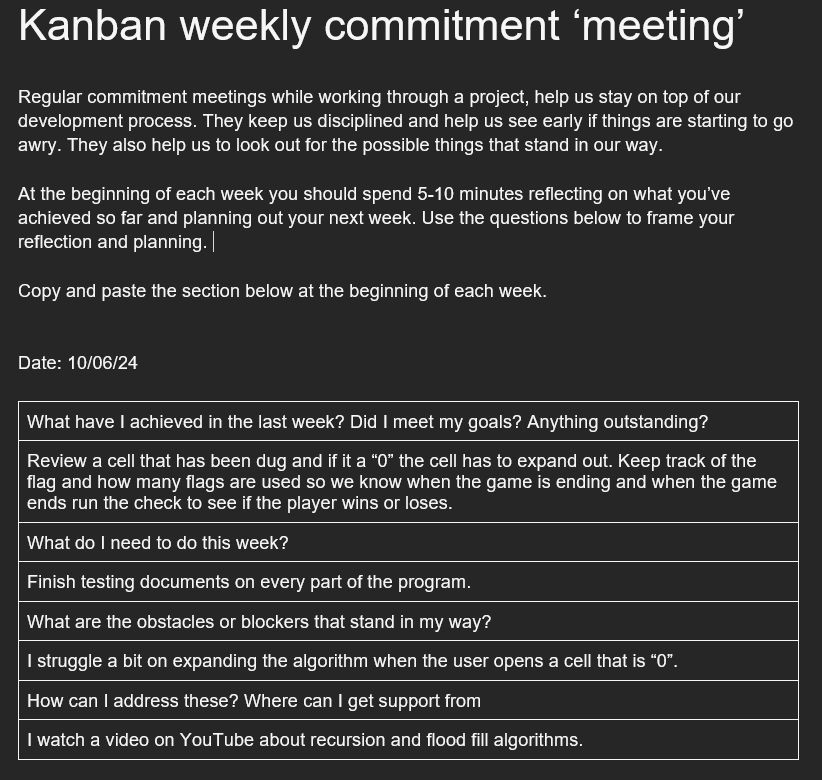 Kanban weekly commitment ‘meeting’
Regular commitment meetings while working through a project, help us stay on top of our
development process. They keep us disciplined and help us see early if things are starting to go
awry. They also help us to look out for the possible things that stand in our way.
At the beginning of each week you should spend 5-10 minutes reflecting on what you’ve
achieved so far and planning out your next week. Use the questions below to frame your
reflection and planning.
Copy and paste the section below at the beginning of each week.
Date: 10/06/24
What have I achieved in the last week? Did I meet my goals? Anything outstanding?
Review a cell that has been dug and if it a “0” the cell has to expand out. Keep track of the
flag and how many flags are used so we know when the game is ending and when the game
ends run the check to see if the player wins or loses.
What do I need to do this week?
Finish testing documents on every part of the program.
What are the obstacles or blockers that stand in my way?
I struggle a bit on expanding the algorithm when the user opens a cell that is “0”.
How can I address these? Where can I get support from
I watch a video on YouTube about recursion and flood fill algorithms.